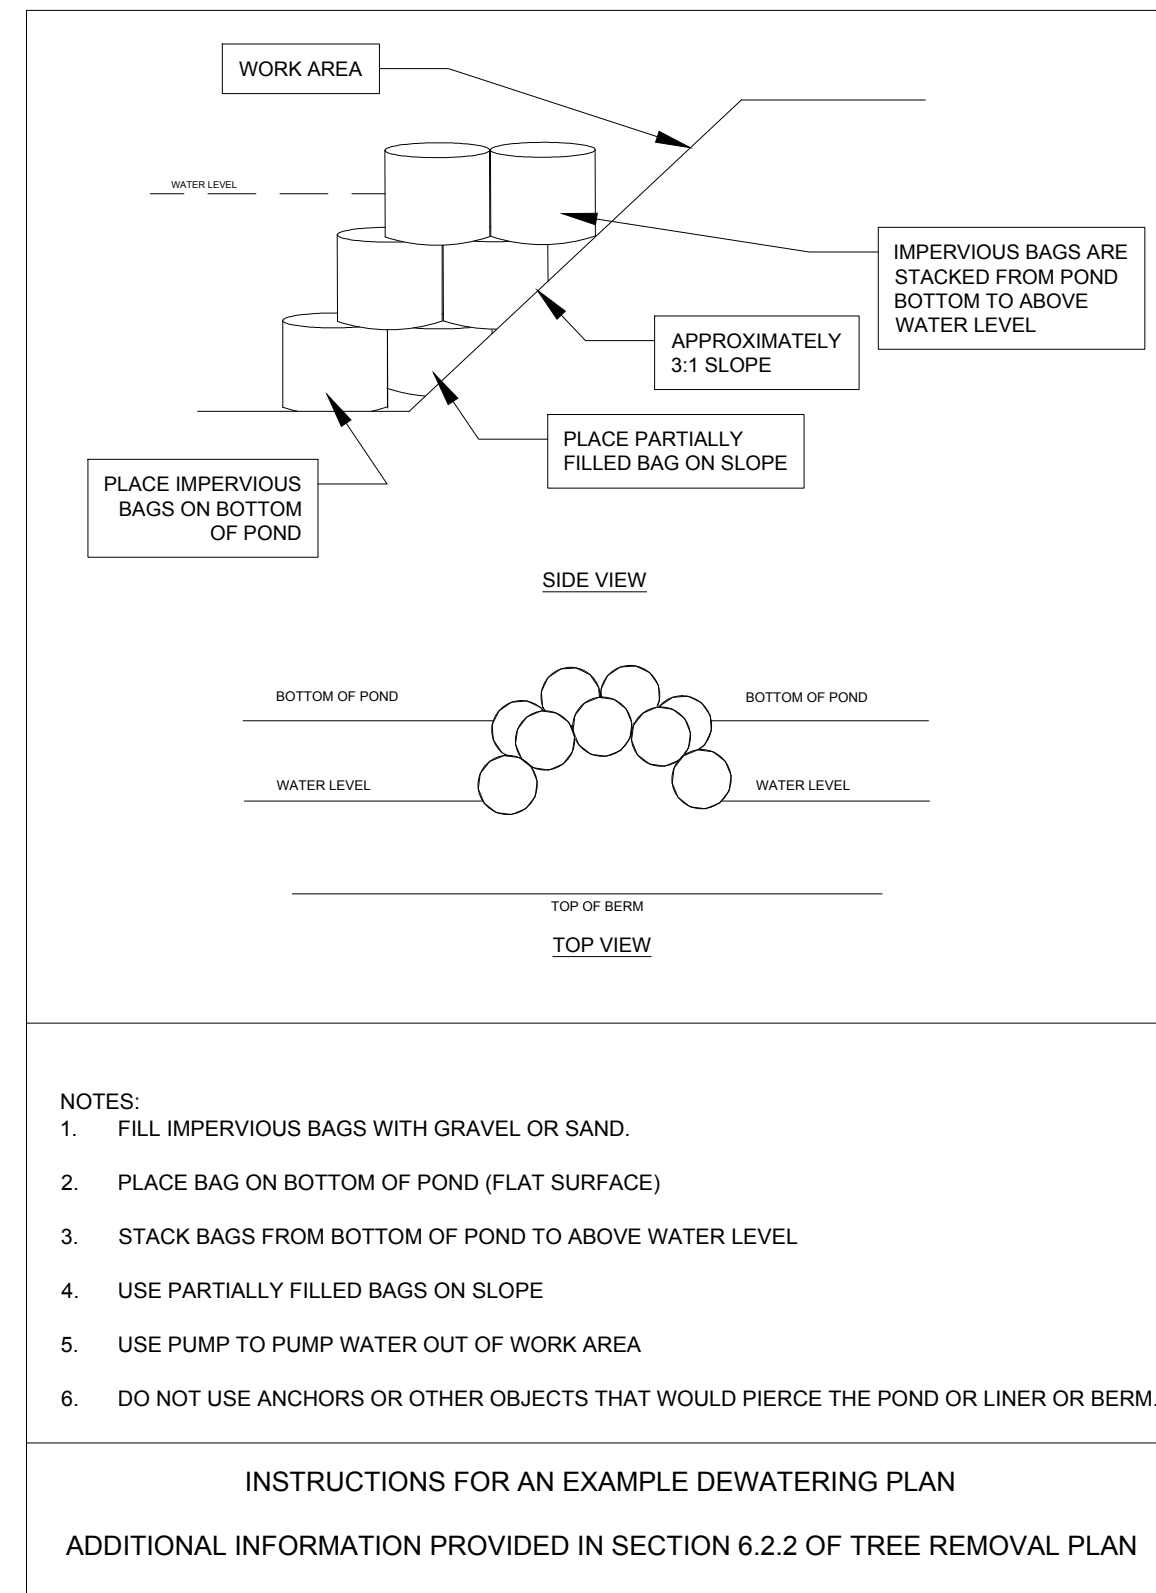 WORK AREA
WATER LEVEL
IMPERVIOUS BAGS ARE
STACKED FROM POND
BOTTOM TO ABOVE
WATER LEVEL
APPROXIMATELY
3:1 SLOPE
PLACE PARTIALLY
FILLED BAG ON SLOPE
PLACE IMPERVIOUS
BAGS ON BOTTOM
OF POND
SIDE VIEW
BOTTOM OF POND
BOTTOM OF POND
WATER LEVEL
WATER LEVEL
TOP OF BERM
TOP VIEW
NOTES:
1. FILL IMPERVIOUS BAGS WITH GRAVEL OR SAND.
2. PLACE BAG ON BOTTOM OF POND (FLAT SURFACE)
3. STACK BAGS FROM BOTTOM OF POND TO ABOVE WATER LEVEL
4. USE PARTIALLY FILLED BAGS ON SLOPE
5. USE PUMP TO PUMP WATER OUT OF WORK AREA
6. DO NOT USE ANCHORS OR OTHER OBJECTS THAT WOULD PIERCE THE POND OR LINER OR BERM.
INSTRUCTIONS FOR AN EXAMPLE DEWATERING PLAN
ADDITIONAL INFORMATION PROVIDED IN SECTION 6.2.2 OF TREE REMOVAL PLAN